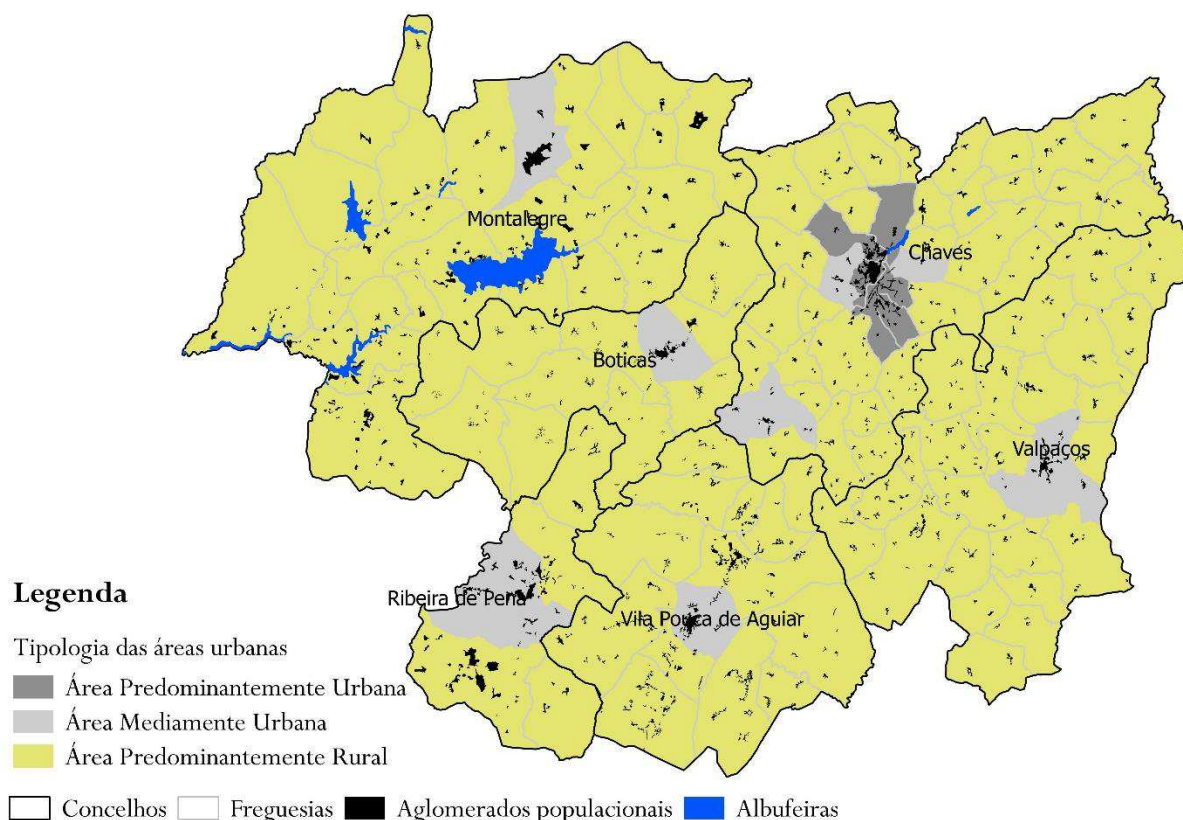 Montalegre
Chaves
Boticas
Valpaços
Ribeira de Pena
Vila Pouca de Aguiar
Legenda
Tipologia das áreas urbanas
Área Predominantemente Urbana
Área Mediamente Urbana
Área Predominantemente Rural
Concelhos Freguesias Aglomerados populacionais Albufeiras